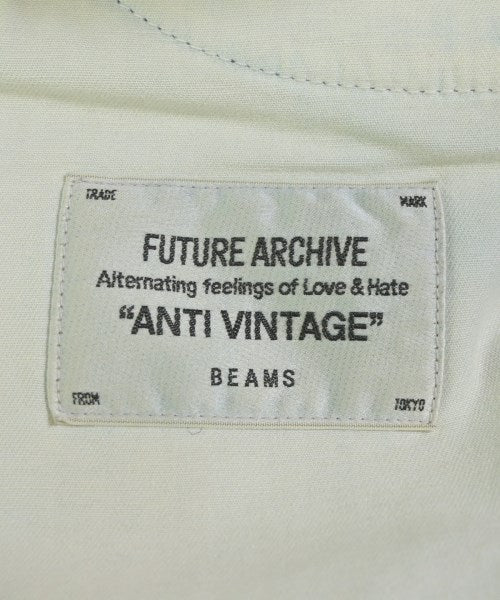 TRADE MARK
FUTURE ARCHIVE
Alternating feelings of Love & Hate
“ANTI VINTAGE”
BEAMS
FROM TOKYO